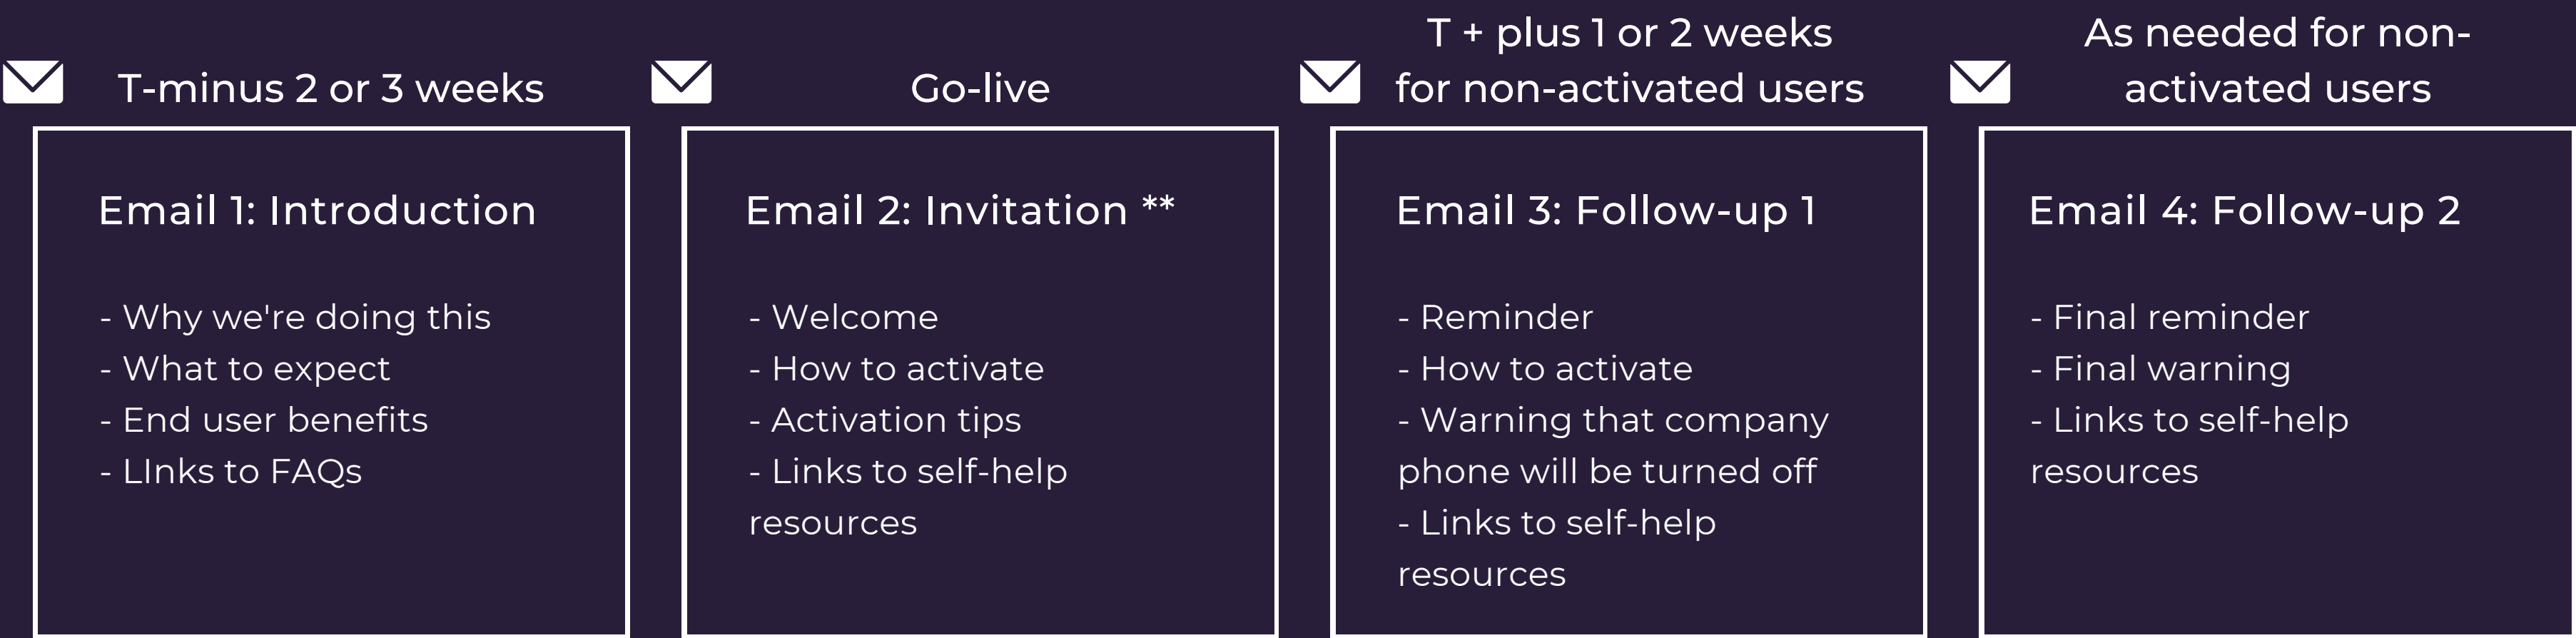 T-minus 2 or 3 weeks
Email 1: Introduction
- Why we're doing this
- What to expect
- End user benefits
- LInks to FAQs
Go-live
Email 2: Invitation **
- Welcome
- How to activate
- Activation tips
- Links to self-help
resources
T + plus 1 or 2 weeks
for non-activated users
Email 3: Follow-up 1
- Reminder
- How to activate
- Warning that company
phone will be turned off
- Links to self-help
resources
As needed for non-
activated users
Email 4: Follow-up 2
- Final reminder
- Final warning
- Links to self-help
resources